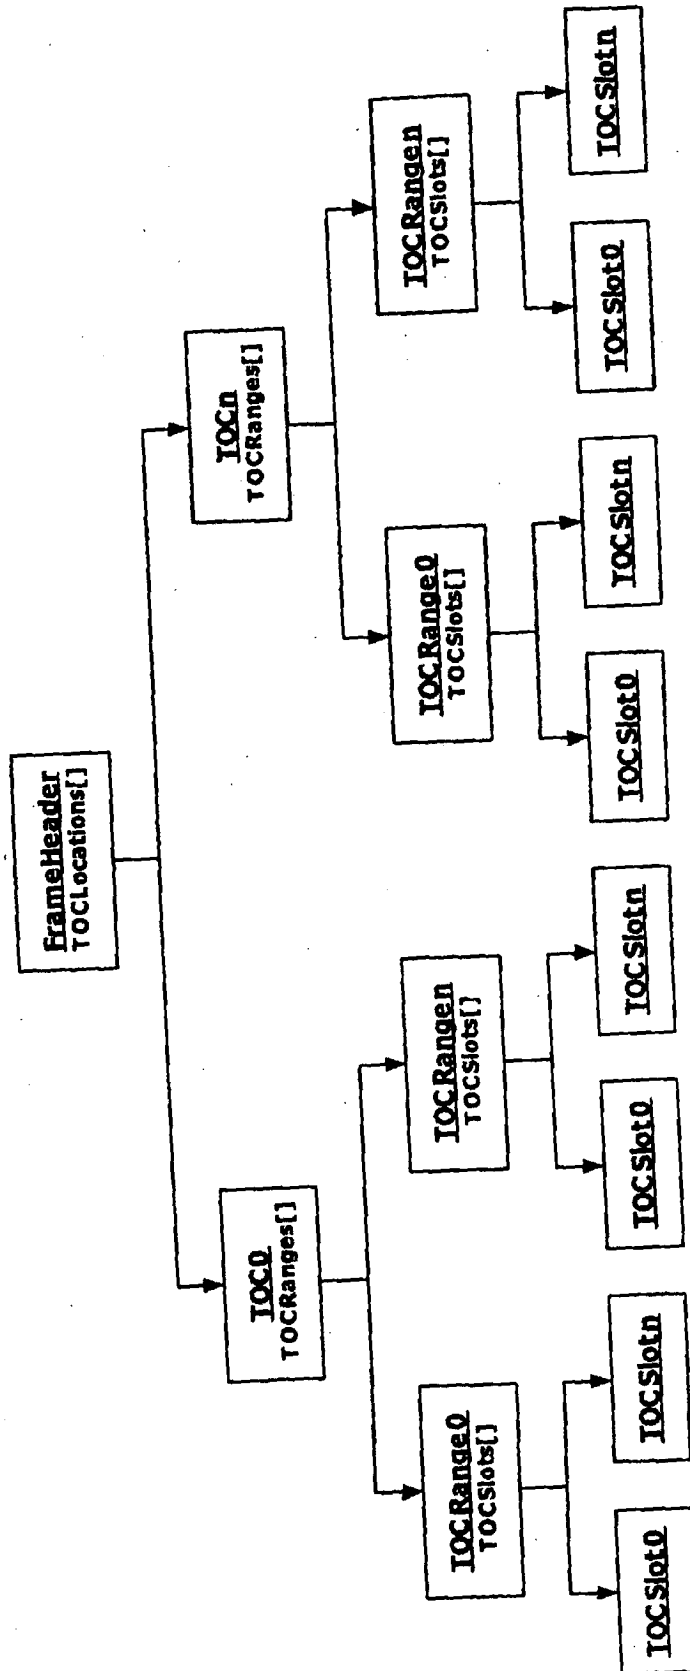 FrameHeader
TOCLocations[]
TOC0
TOCRanges[]
TOCn
TOCRanges[]
TOCRange0
TOCSlots[]
TOCRangen
TOCSlots[]
TOCRange0
TOCSlots[]
TOCRangen
TOCSlots[]
TOCSlot0
TOCSlotn
TOCSlot0
TOCSlotn
TOCSlot0
TOCSlotn
TOCSlot0
TOCSlotn